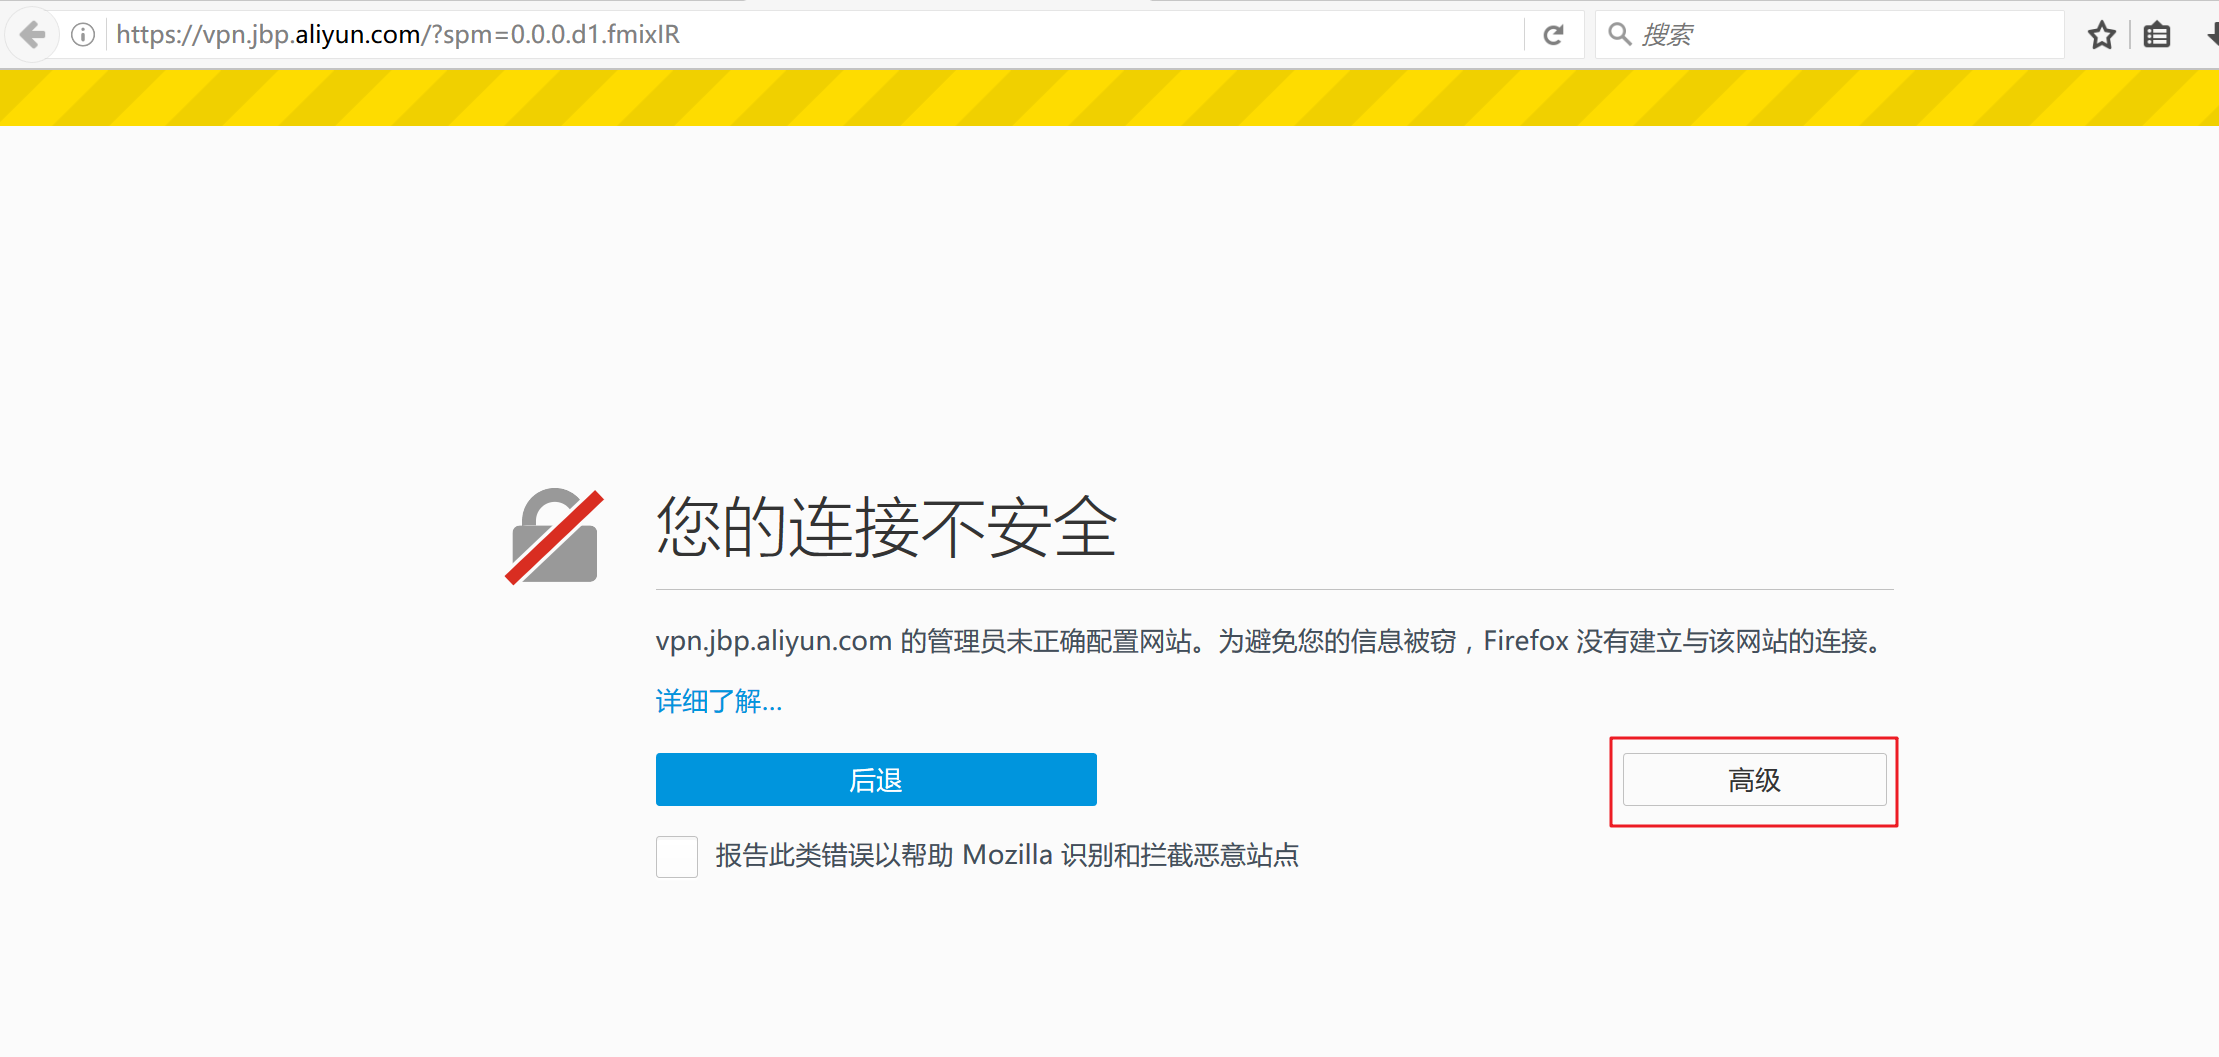 https://vpn.jbp.aliyun.com/?spm=0.0.0.d1.fmixIR
搜索
您的连接不安全
vpn.jbp.aliyun.com 的管理员未正确配置网站。为避免您的信息被窃，Firefox 没有建立与该网站的连接。
详细了解...
后退
高级
报告此类错误以帮助 Mozilla 识别和拦截恶意站点